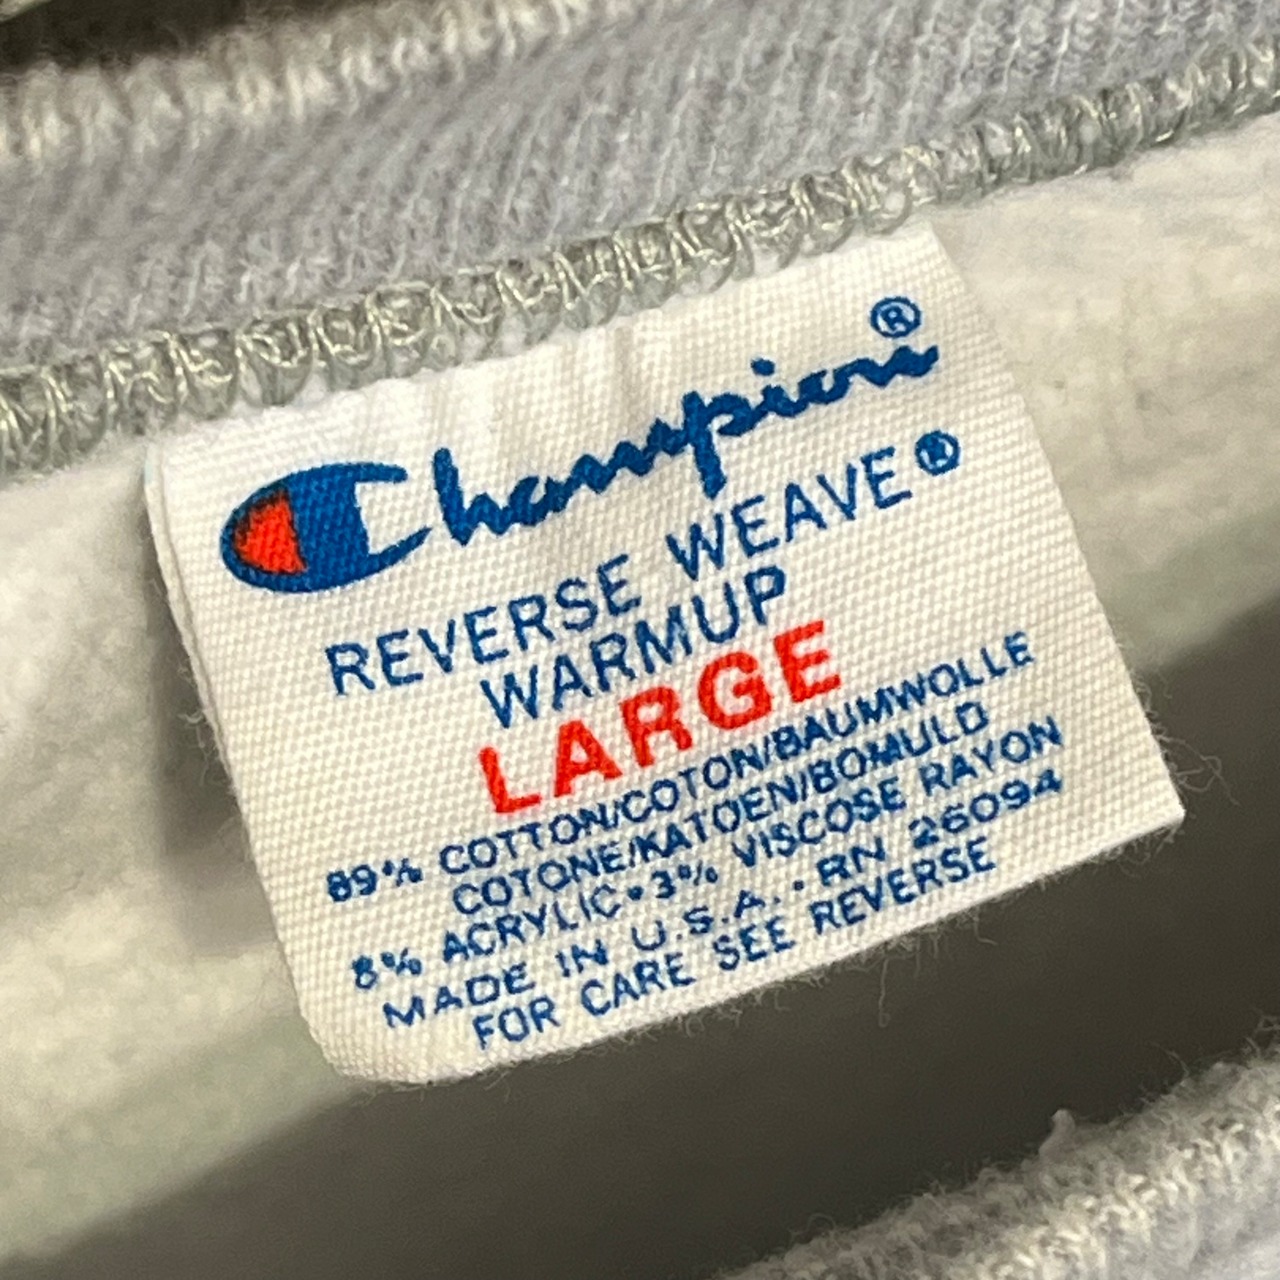 Champion®
REVERSE WEAVE®
WARMUP
LARGE
89% COTTON/COTON/BAUMWOLLE
COTONE/KATOEN/BOMULD
8% ACRYLIC•3% VISCOSE RAYON
MADE IN U.S.A.•RN 26094
FOR CARE SEE REVERSE